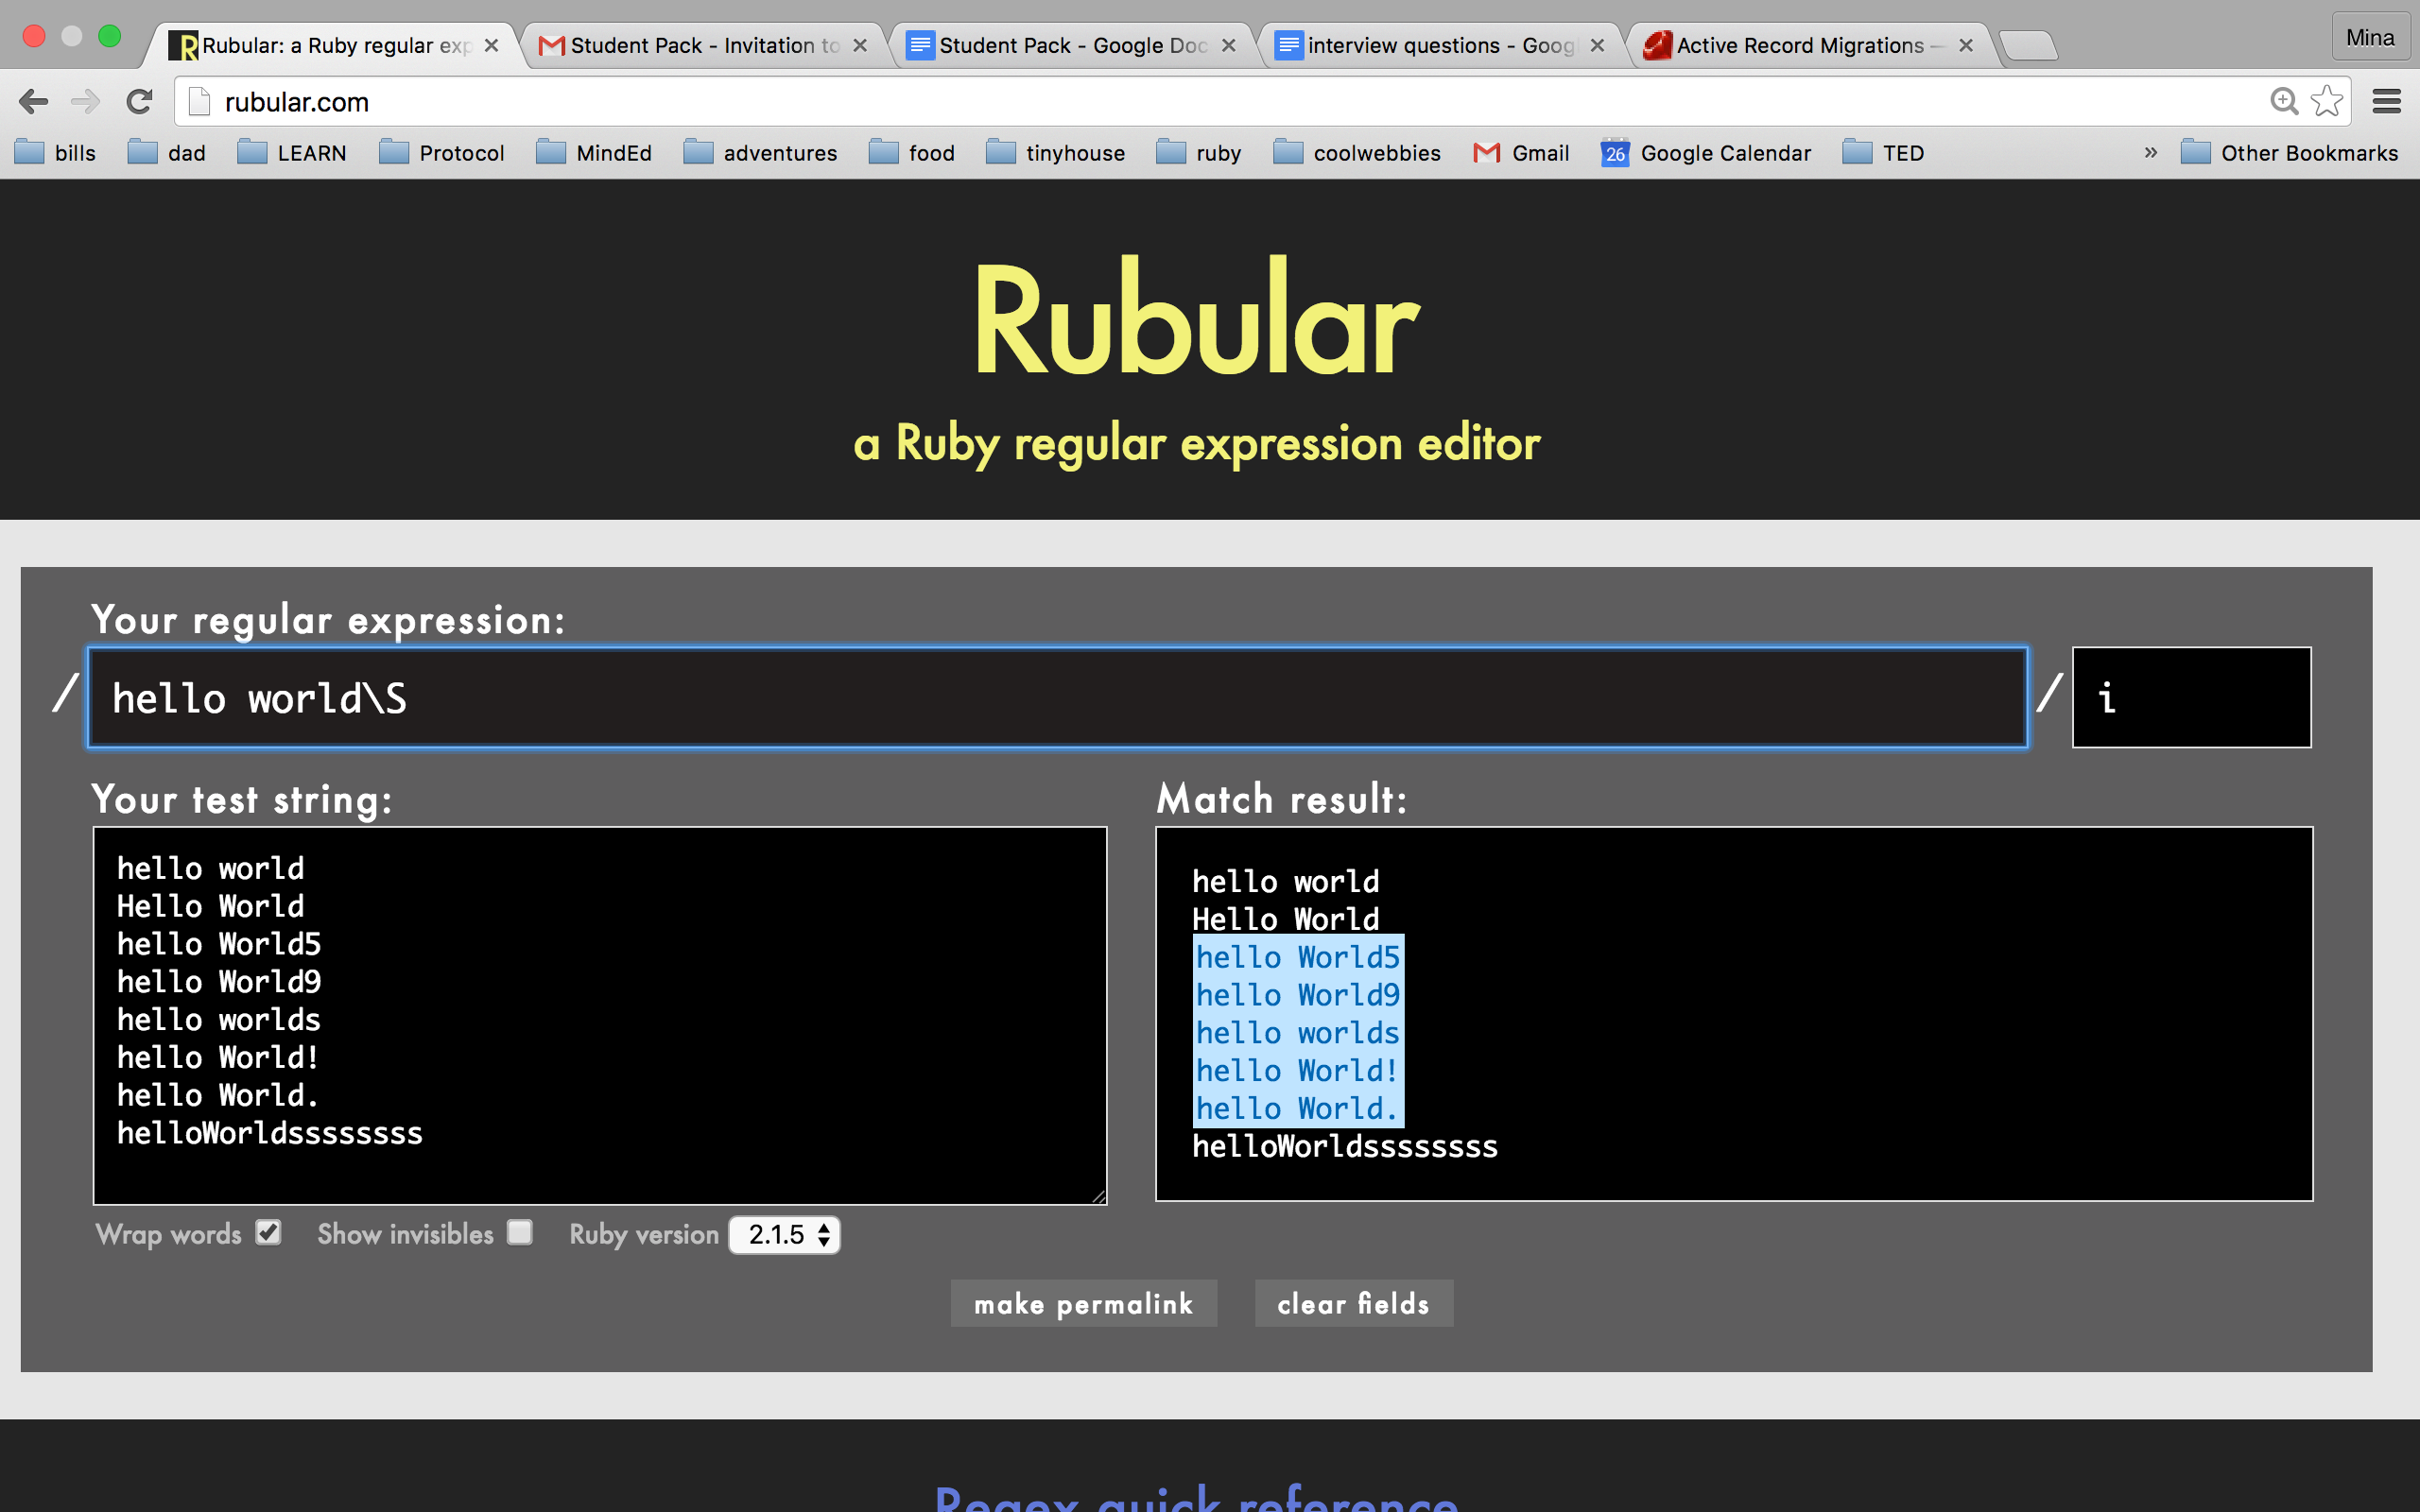 Rubular: a Ruby regular exp
Student Pack - Invitation to
Student Pack - Google Doc
interview questions - Goog
Active Record Migrations —
Mina
rubular.com
bills dad LEARN Protocol MindEd adventures food tinyhouse ruby coolwebbies Gmail 26 Google Calendar TED » Other Bookmarks
Rubular
a Ruby regular expression editor
Your regular expression:
/ hello world\S / i
Your test string:
hello world
Hello World
hello World5
hello World9
hello worlds
hello World!
hello World.
helloWorldssssssss
Match result:
hello world
Hello World
hello World5
hello World9
hello worlds
hello World!
hello World.
helloWorldssssssss
Wrap words Show invisibles Ruby version 2.1.5
make permalink clear fields
Regex quick reference